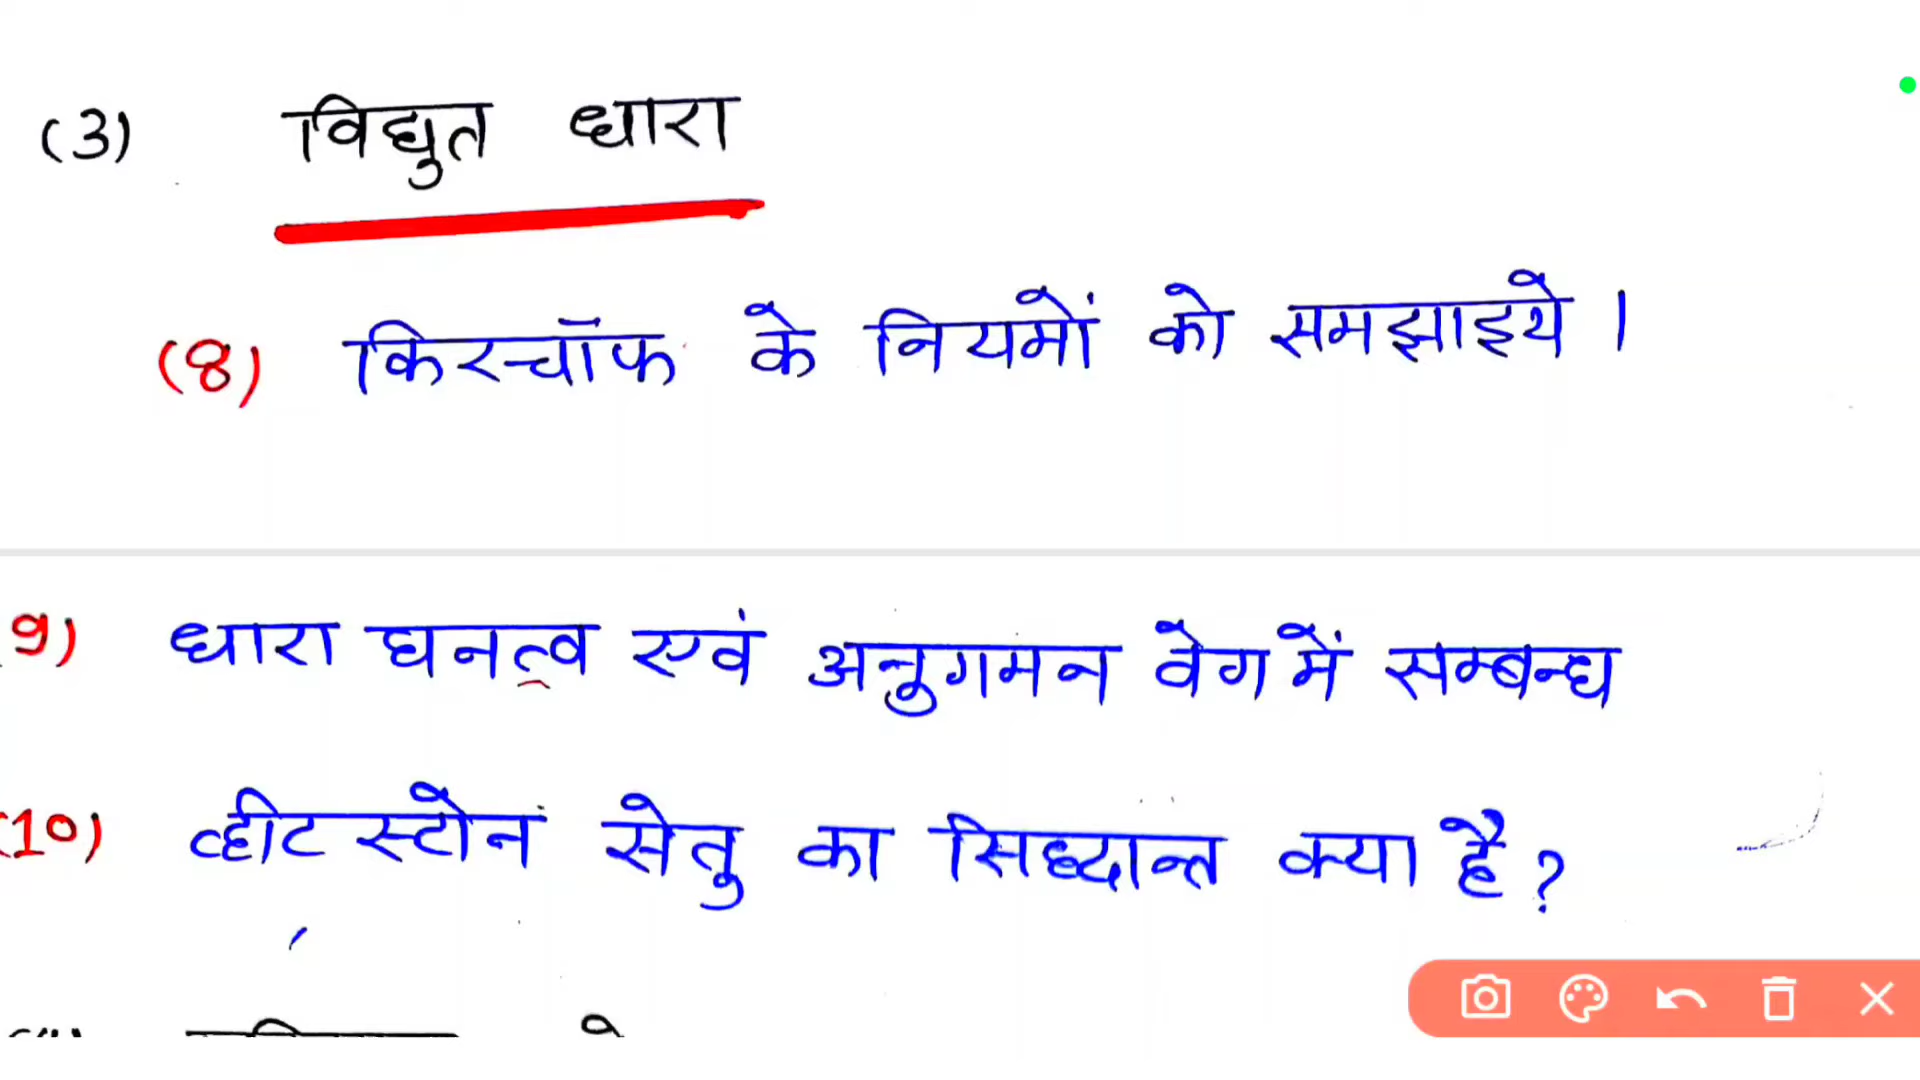 (3) विद्युत धारा
(8) किरचॉफ के नियमों को समझाइये ।
9) धारा घनत्व एवं अनुगमन वेग में सम्बन्ध
(10) व्हीटस्टोन सेतु का सिद्धान्त क्या है ?